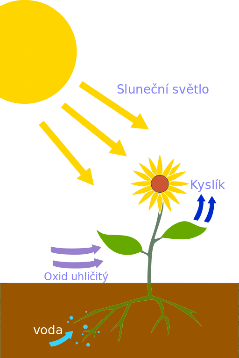 Sluneční světlo
Kyslík
Oxid uhličitý
voda